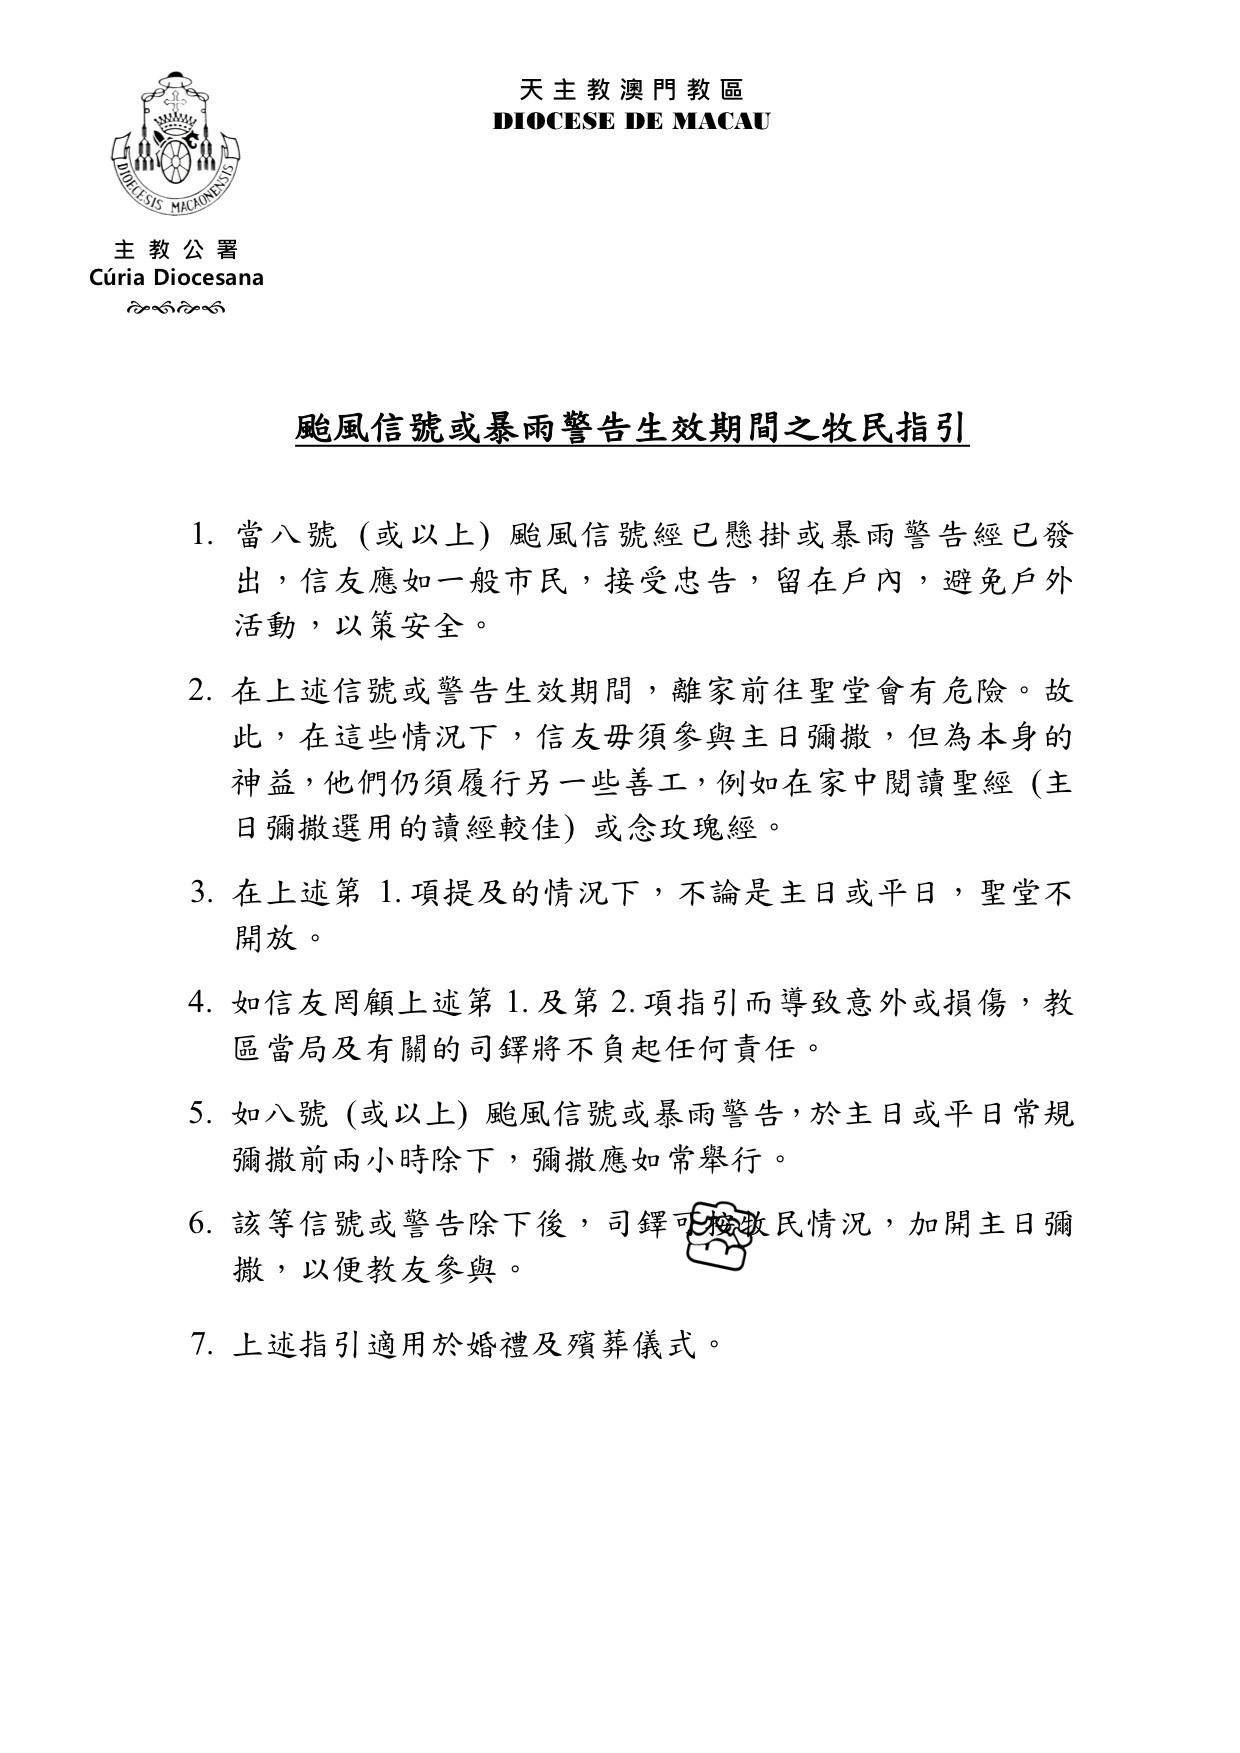 天主教澳門教區
DIOCESE DE MACAU
DIOECESIS MACAONENSIS
主教公署
Cúria Diocesana
颱風信號或暴雨警告生效期間之牧民指引
1. 當八號 (或以上) 颱風信號經已懸掛或暴雨警告經已發
出，信友應如一般市民，接受忠告，留在戶內，避免戶外
活動，以策安全。
2. 在上述信號或警告生效期間，離家前往聖堂會有危險。故
此，在這些情況下，信友毋須參與主日彌撒，但為本身的
神益，他們仍須履行另一些善工，例如在家中閱讀聖經 (主
日彌撒選用的讀經較佳) 或念玫瑰經。
3. 在上述第 1. 項提及的情況下，不論是主日或平日，聖堂不
開放。
4. 如信友罔顧上述第 1. 及第 2. 項指引而導致意外或損傷，教
區當局及有關的司鐸將不負起任何責任。
5. 如八號 (或以上) 颱風信號或暴雨警告，於主日或平日常規
彌撒前兩小時除下，彌撒應如常舉行。
6. 該等信號或警告除下後，司鐸可按牧民情況，加開主日彌
撒，以便教友參與。
7. 上述指引適用於婚禮及殯葬儀式。